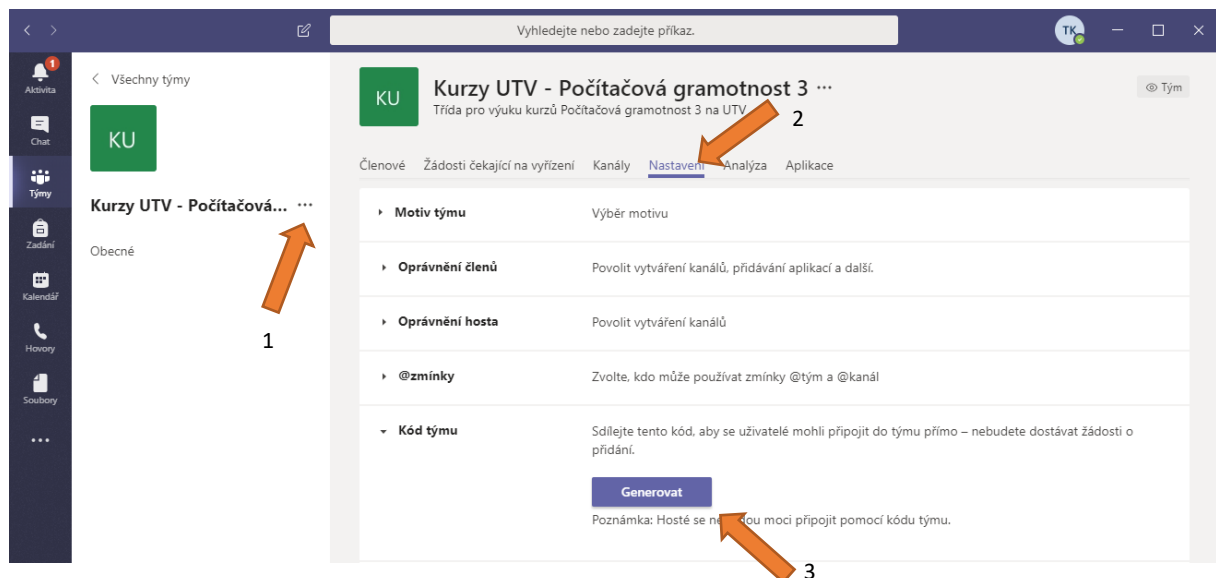 Vyhledejte nebo zadejte příkaz.
TK
1
Aktivita
Chat
Týmy
Zadání
Kalendář
Hovory
Soubory
Všechny týmy
KU
Kurzy UTV - Počítačová...
Obecné
1
KU
Kurzy UTV - Počítačová gramotnost 3
Třída pro výuku kurzů Počítačová gramotnost 3 na UTV
Tým
2
Členové Žádosti čekající na vyřízení Kanály Nastavení Analýza Aplikace
Motiv týmu Výběr motivu
Oprávnění členů Povolit vytváření kanálů, přidávání aplikací a další.
Oprávnění hosta Povolit vytváření kanálů
@zmínky Zvolte, kdo může používat zmínky @tým a @kanál
Kód týmu Sdílejte tento kód, aby se uživatelé mohli připojit do týmu přímo – nebudete dostávat žádosti o
přidání.
Generovat
Poznámka: Hosté se moci připojit pomocí kódu týmu.
3